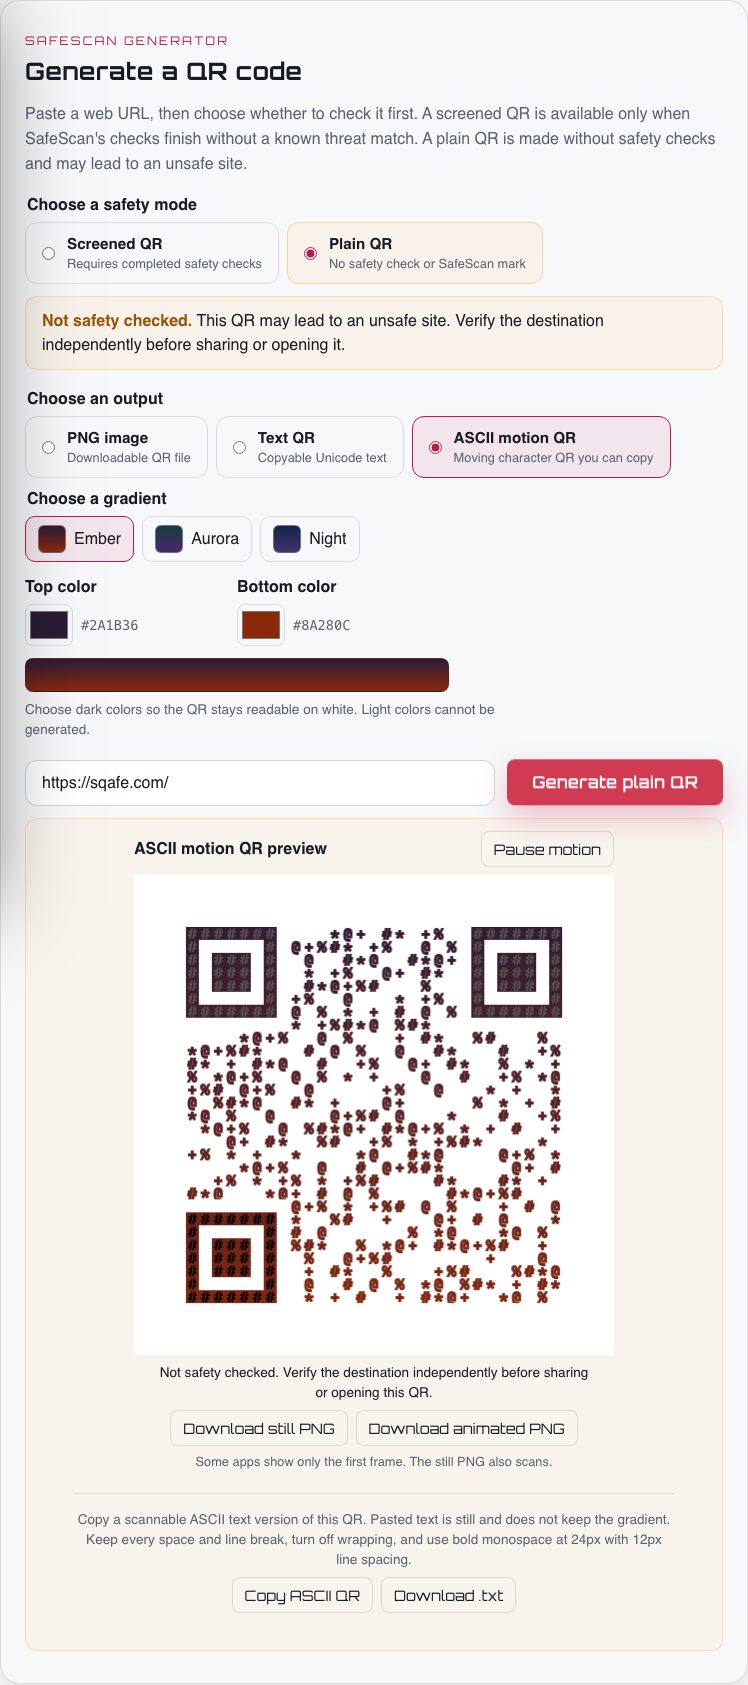 SAFESCAN GENERATOR
Generate a QR code
Paste a web URL, then choose whether to check it first. A screened QR is available only when
SafeScan's checks finish without a known threat match. A plain QR is made without safety checks
and may lead to an unsafe site.
Choose a safety mode
Screened QR
Requires completed safety checks
Plain QR
No safety check or SafeScan mark
Not safety checked. This QR may lead to an unsafe site. Verify the destination
independently before sharing or opening it.
Choose an output
PNG image
Downloadable QR file
Text QR
Copyable Unicode text
ASCII motion QR
Moving character QR you can copy
Choose a gradient
Ember
Aurora
Night
Top color
Bottom color
#2A1B36
#8A280C
Choose dark colors so the QR stays readable on white. Light colors cannot be
generated.
https://sqafe.com/
Generate plain QR
ASCII motion QR preview
Pause motion
Not safety checked. Verify the destination independently before sharing
or opening this QR.
Download still PNG
Download animated PNG
Some apps show only the first frame. The still PNG also scans.
Copy a scannable ASCII text version of this QR. Pasted text is still and does not keep the gradient.
Keep every space and line break, turn off wrapping, and use bold monospace at 24px with 12px
line spacing.
Copy ASCII QR
Download .txt